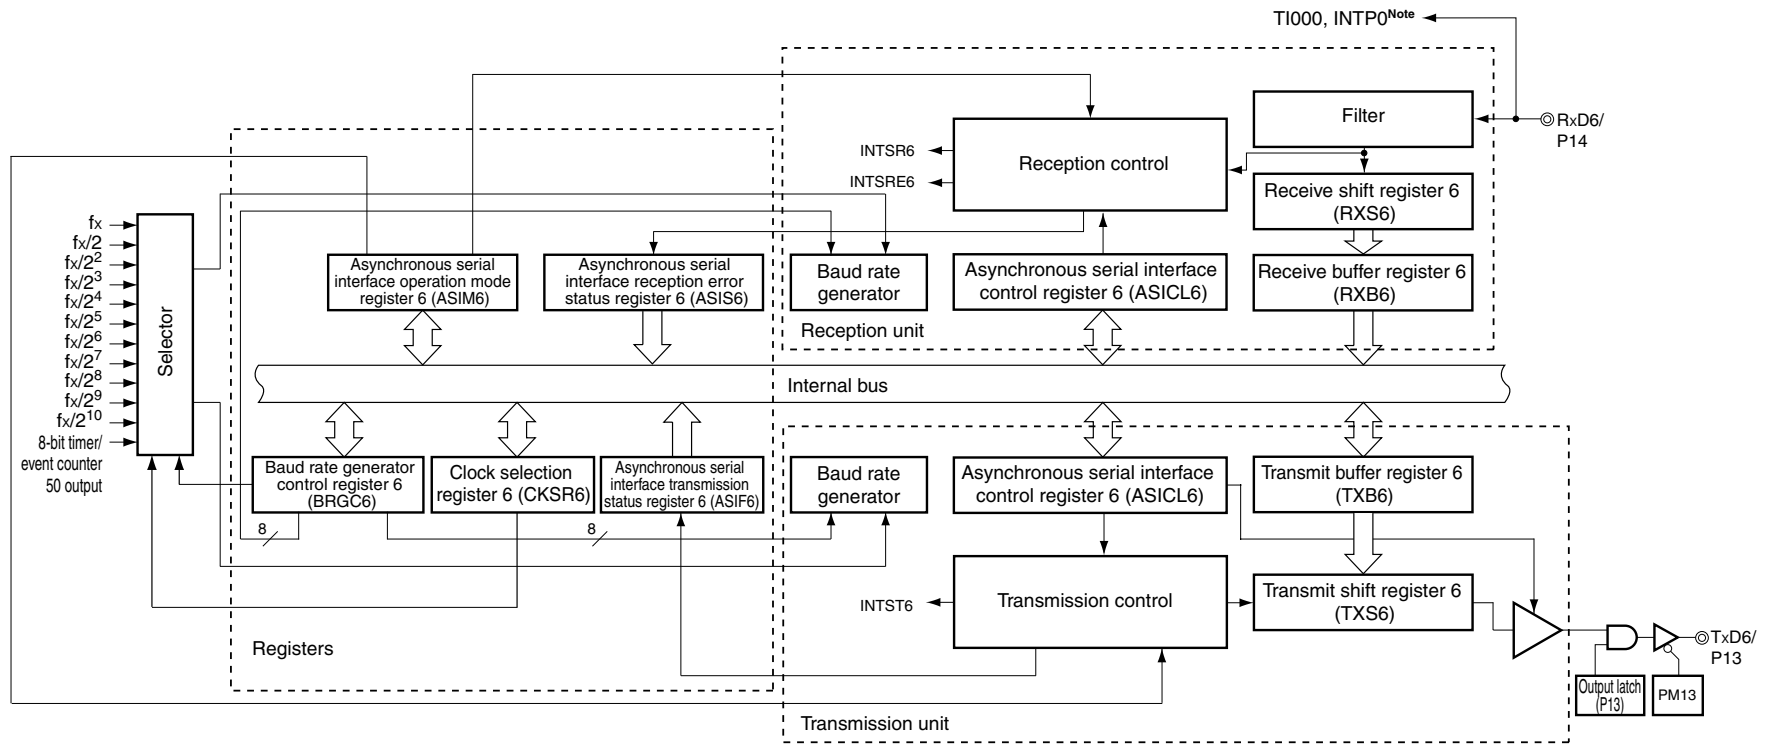 TI000, INTP0Note
Filter
RxD6/
P14
Reception control
INTSR6
INTSRE6
Receive shift register 6
(RXS6)
fx
fx/2
fx/2²
fx/2³
fx/2⁴
fx/2⁵
fx/2⁶
fx/2⁷
fx/2⁸
fx/2⁹
fx/2¹⁰
8-bit timer/
event counter
50 output
Selector
Asynchronous serial
interface operation mode
register 6 (ASIM6)
Asynchronous serial
interface reception error
status register 6 (ASIS6)
Baud rate
generator
Asynchronous serial interface
control register 6 (ASICL6)
Receive buffer register 6
(RXB6)
Reception unit
Internal bus
Baud rate generator
control register 6
(BRGC6)
Clock selection
register 6 (CKSR6)
Asynchronous serial
interface transmission
status register 6 (ASIF6)
Baud rate
generator
Asynchronous serial interface
control register 6 (ASICL6)
Transmit buffer register 6
(TXB6)
8
8
INTST6
Transmission control
Transmit shift register 6
(TXS6)
Registers
TxD6/
P13
Output latch
(P13)
PM13
Transmission unit